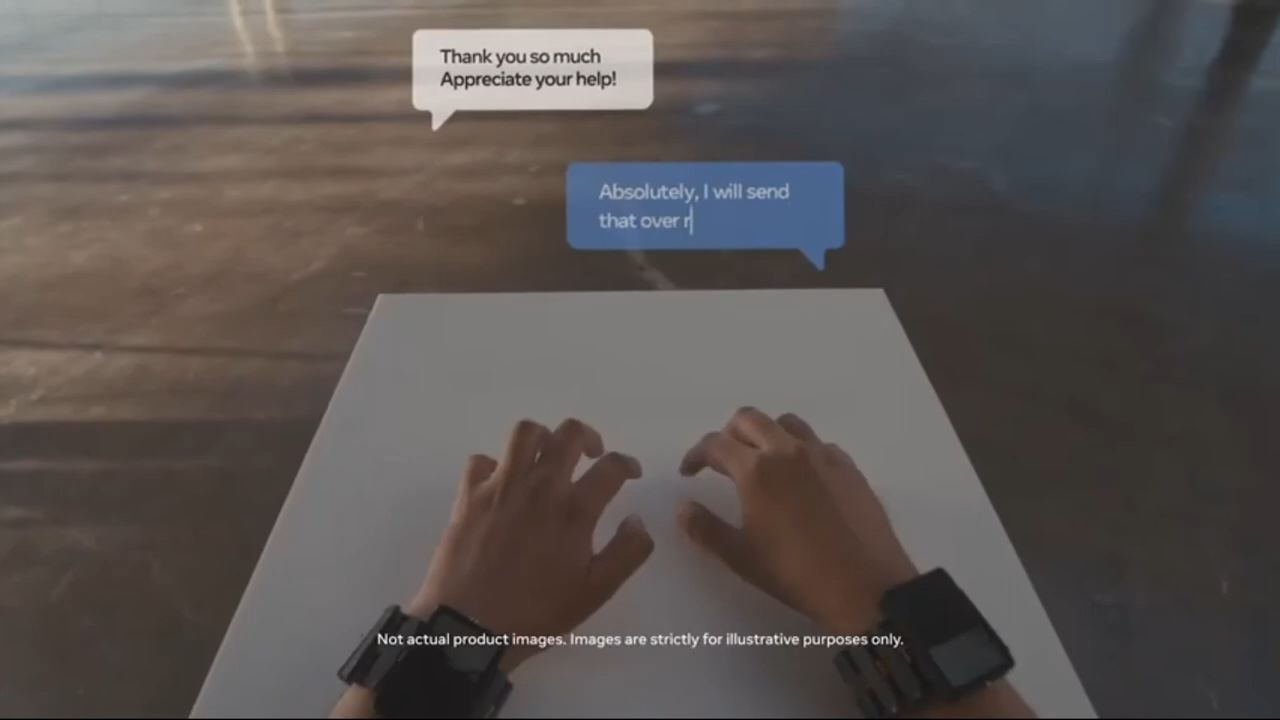 Thank you so much
Appreciate your help!
Absolutely, I will send
that over r
Not actual product images. Images are strictly for illustrative purposes only.